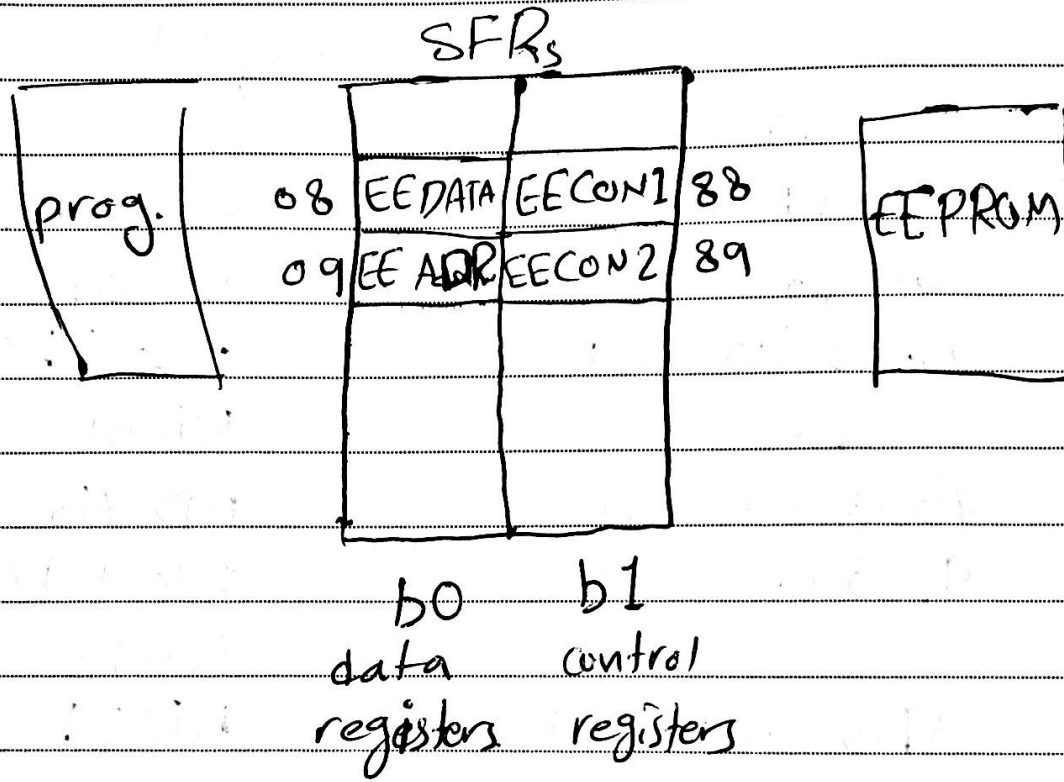 SFRs
prog. 08 EEDATA EECON1 88 EEPROM
09 EEADR EECON2 89
b0 b1
data control
registers registers